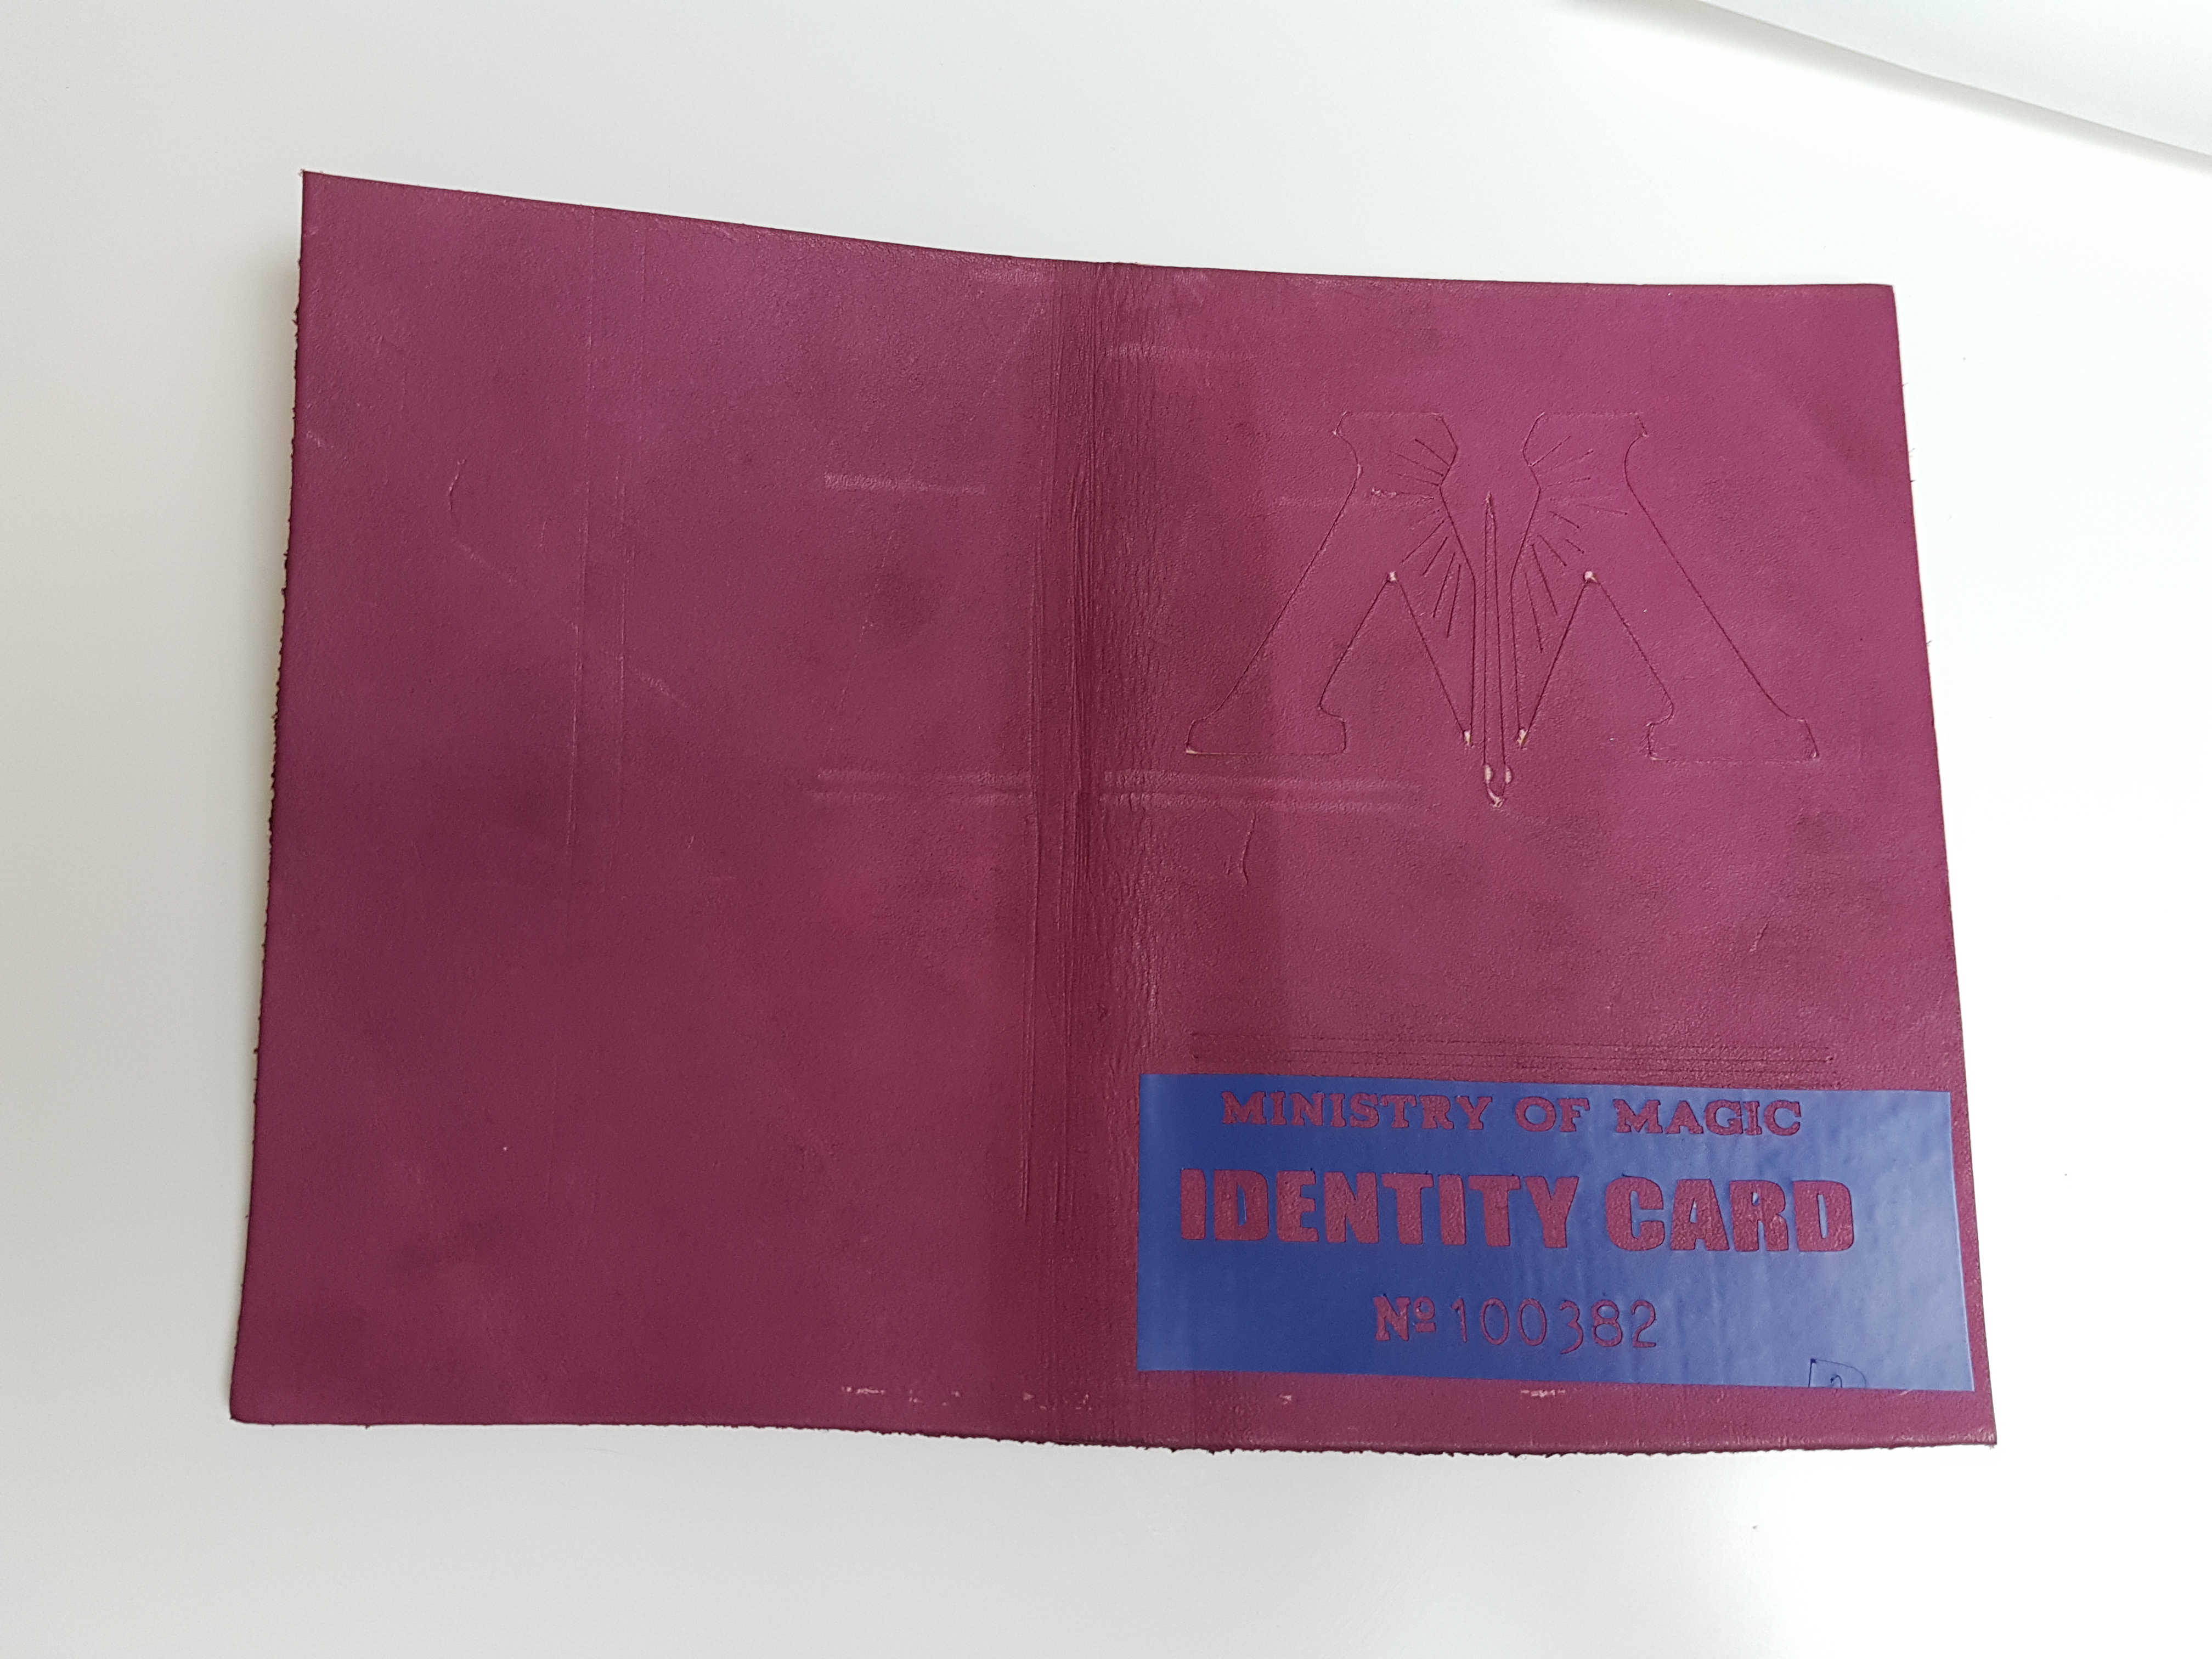 MINISTRY OF MAGIC
IDENTITY CARD
Nº 100382